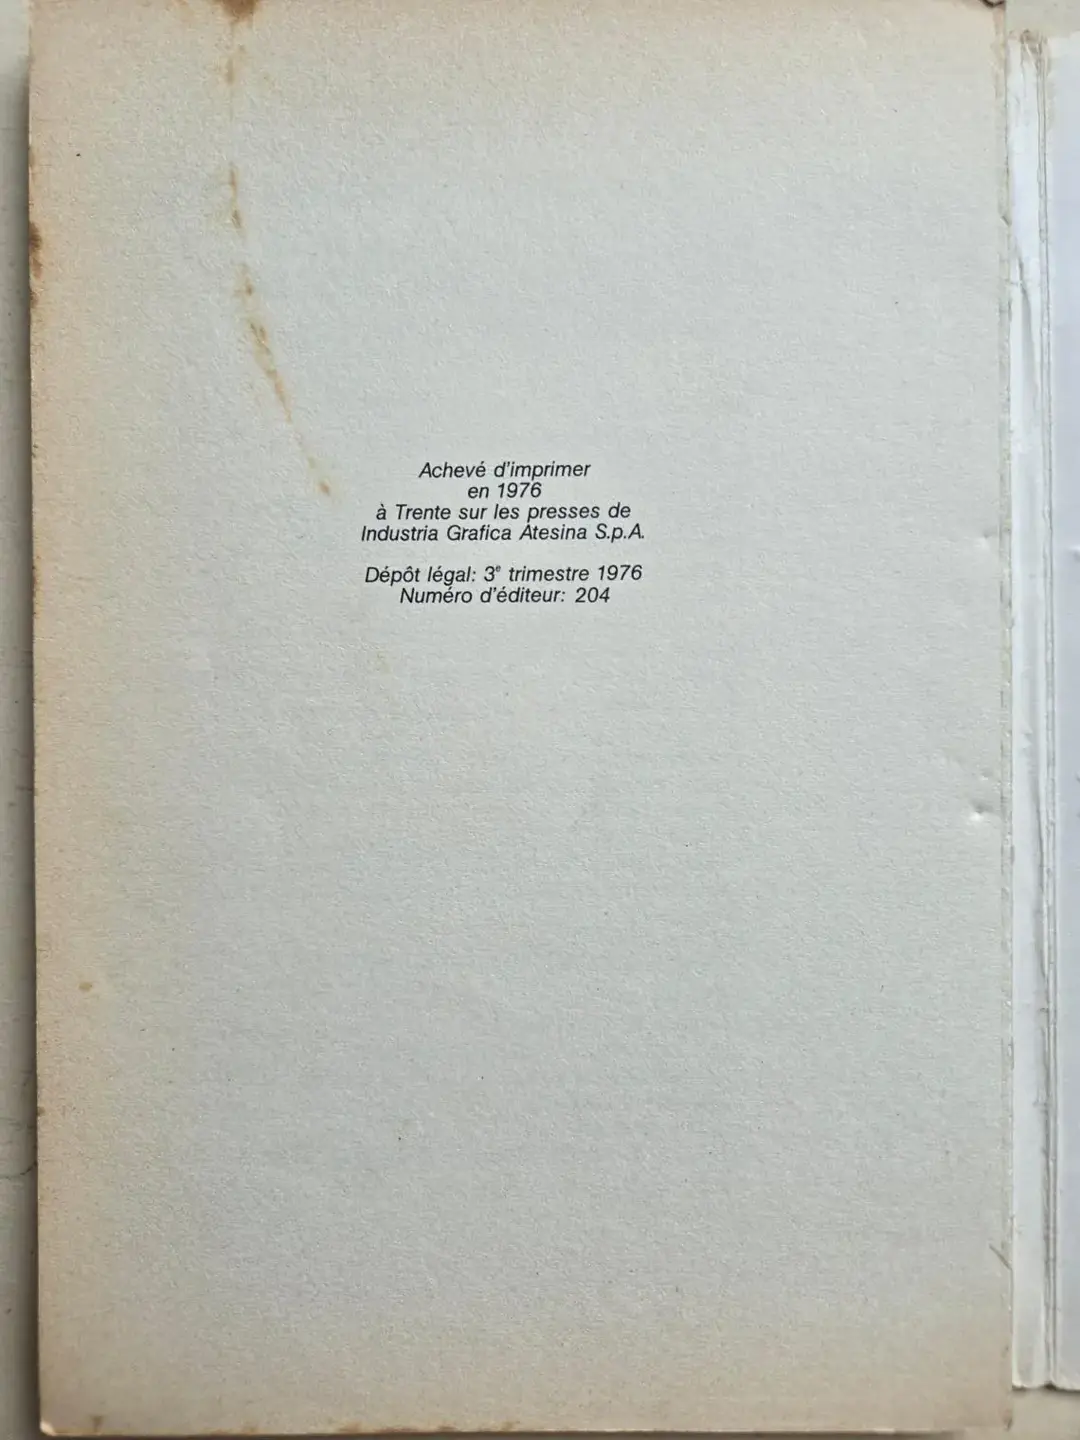 Achevé d'imprimer
en 1976
à Trente sur les presses de
Industria Grafica Atesina S.p.A.
Dépôt légal: 3e trimestre 1976
Numéro d'éditeur: 204